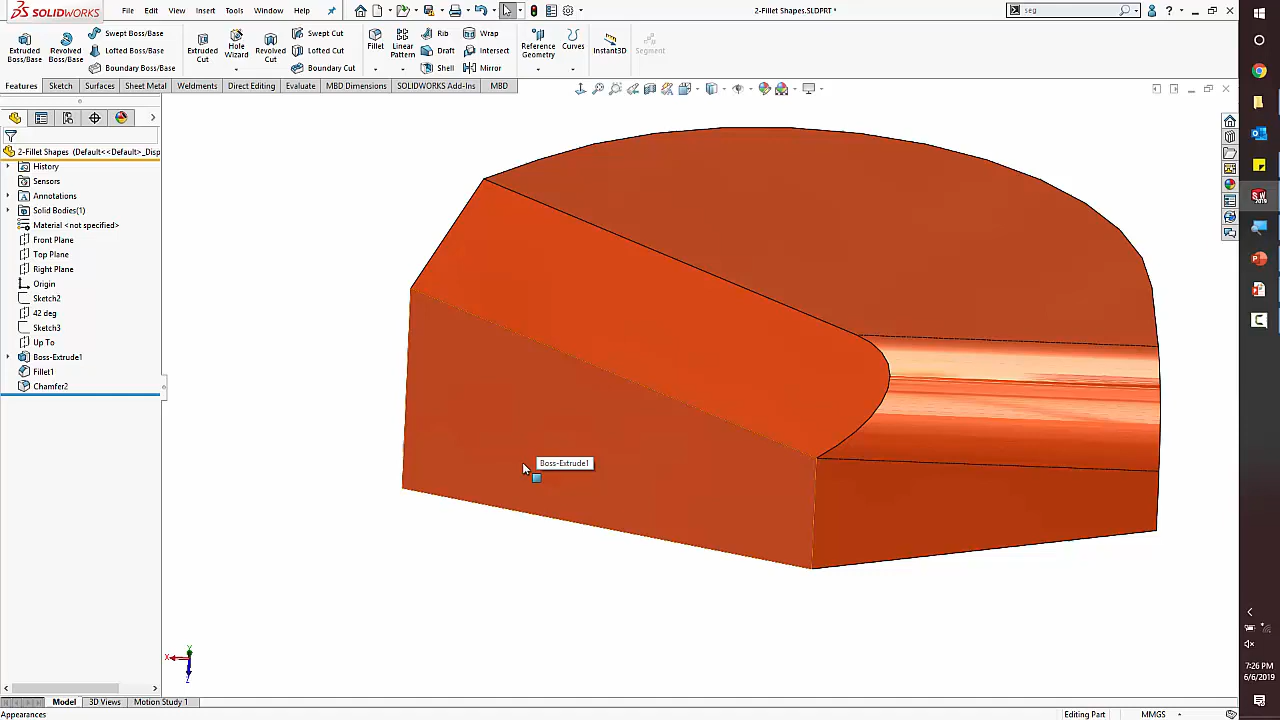 SOLIDWORKS
File Edit View Insert Tools Window Help
2-Fillet Shapes.SLDPRT *
seg
Extruded Boss/Base
Revolved Boss/Base
Swept Boss/Base
Lofted Boss/Base
Boundary Boss/Base
Extruded Cut
Hole Wizard
Revolved Cut
Swept Cut
Lofted Cut
Boundary Cut
Fillet
Linear Pattern
Rib
Draft
Shell
Wrap
Intersect
Mirror
Reference Geometry
Curves
Instant3D
Segment
Features Sketch Surfaces Sheet Metal Weldments Direct Editing Evaluate MBD Dimensions SOLIDWORKS Add-Ins MBD
2-Fillet Shapes (Default<<Default>_Disp
History
Sensors
Annotations
Solid Bodies(1)
Material <not specified>
Front Plane
Top Plane
Right Plane
Origin
Sketch2
42 deg
Sketch3
Up To
Boss-Extrude1
Fillet1
Chamfer2
Boss-Extrude1
Y
X
Z
Model 3D Views Motion Study 1
Appearances
Editing Part
MMGS
7:26 PM
6/6/2019